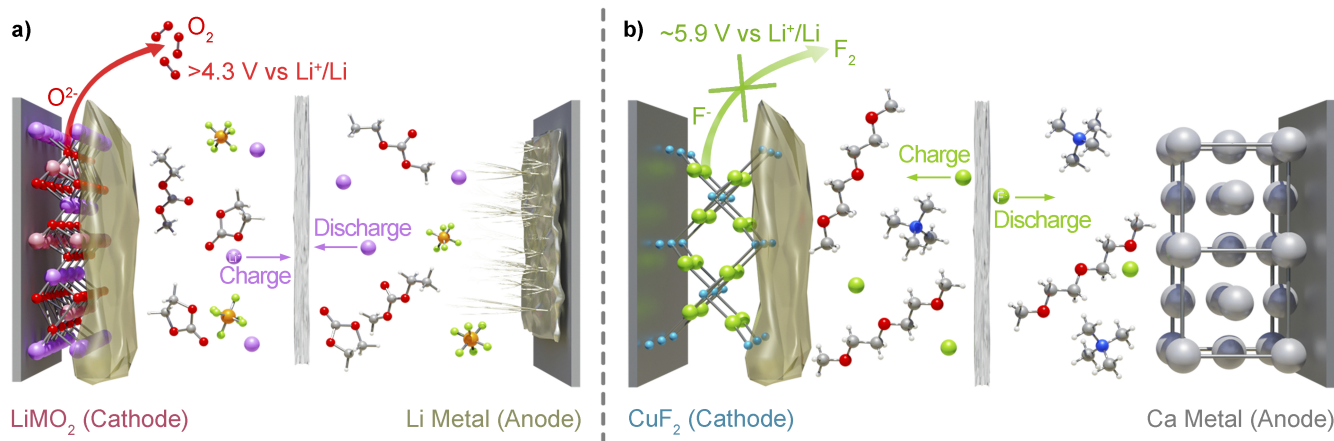 a)
O₂
>4.3 V vs Li⁺/Li
O²⁻
Discharge
Li⁺
Charge
LiMO₂ (Cathode)
Li Metal (Anode)
b)
~5.9 V vs Li⁺/Li
F₂
F⁻
Charge
F⁻
Discharge
CuF₂ (Cathode)
Ca Metal (Anode)